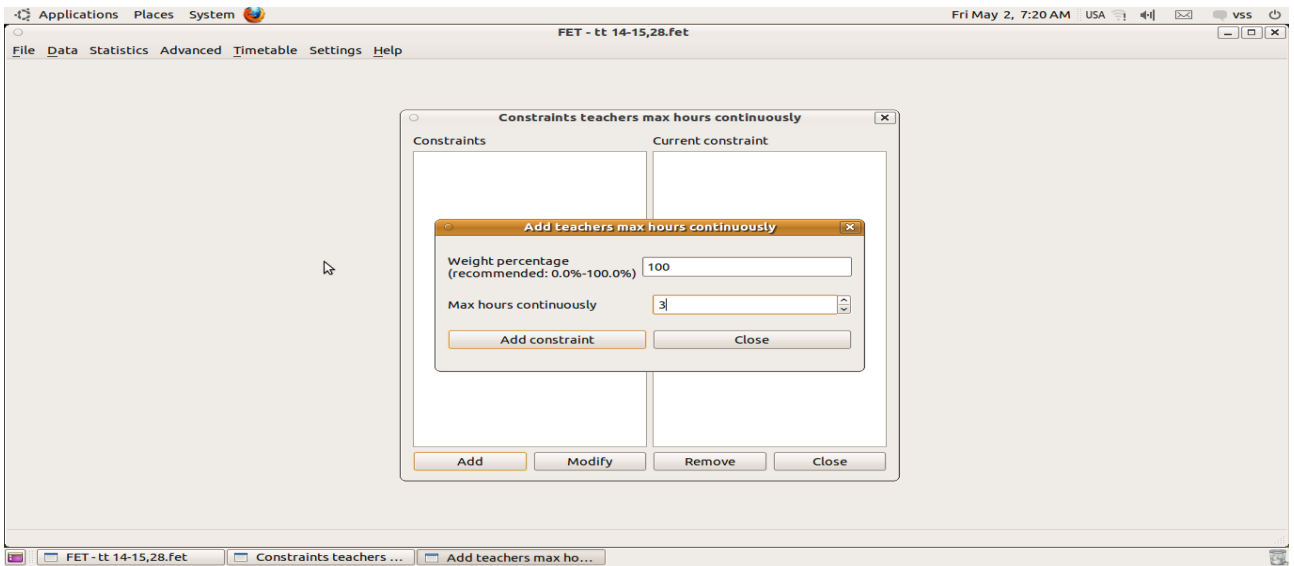 Applications Places System Fri May 2, 7:20 AM USA vss
FET - tt 14-15,28.fet
File Data Statistics Advanced Timetable Settings Help
Constraints teachers max hours continuously
Constraints Current constraint
Add teachers max hours continuously
Weight percentage
(recommended: 0.0%-100.0%) 100
Max hours continuously 3
Add constraint Close
Add Modify Remove Close
FET - tt 14-15,28.fet Constraints teachers ... Add teachers max ho...